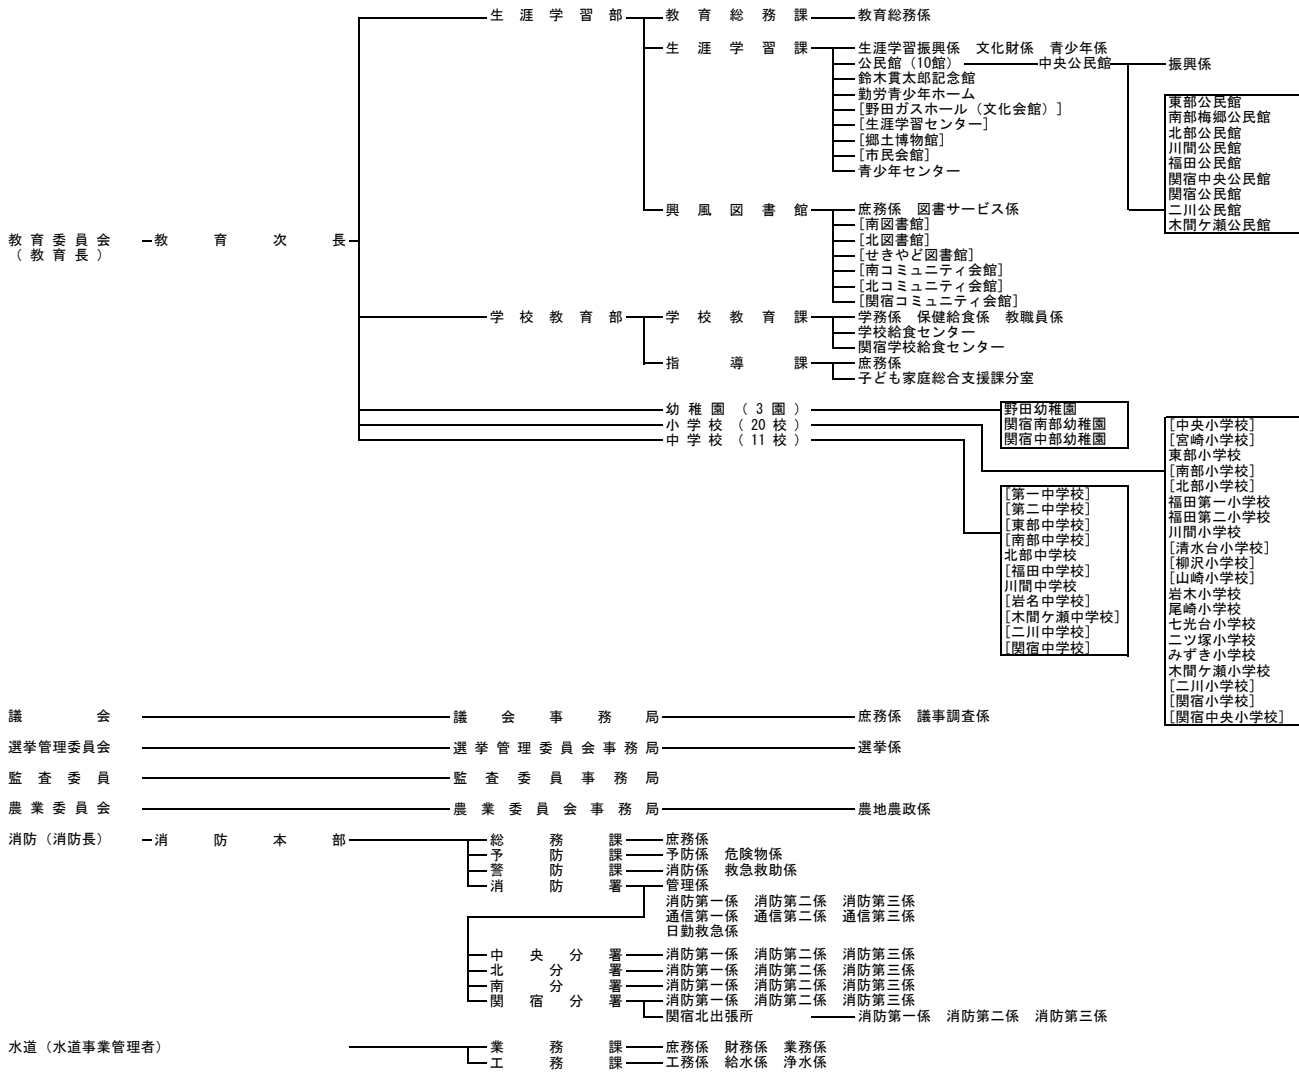 生涯学習部 教育総務課 教育総務係
生涯学習課 生涯学習振興係 文化財係 青少年係
公民館（10館） 中央公民館 振興係
鈴木貫太郎記念館
勤労青少年ホーム
[野田ガスホール（文化会館）]
[生涯学習センター]
[郷土博物館]
[市民会館]
青少年センター
東部公民館
南部梅郷公民館
北部公民館
川間公民館
福田公民館
関宿中央公民館
関宿公民館
二川公民館
木間ケ瀬公民館
興風図書館 庶務係 図書サービス係
[南図書館]
[北図書館]
[せきやど図書館]
[南コミュニティ会館]
[北コミュニティ会館]
[関宿コミュニティ会館]
教育委員会 教育次長
（教育長）
学校教育部 学校教育課 学務係 保健給食係 教職員係
学校給食センター
関宿学校給食センター
指導課 庶務係
子ども家庭総合支援課分室
幼稚園（3園）
小学校（20校）
中学校（11校）
野田幼稚園
関宿南部幼稚園
関宿中部幼稚園
[中央小学校]
[宮崎小学校]
東部小学校
[南部小学校]
[北部小学校]
福田第一小学校
福田第二小学校
川間小学校
[清水台小学校]
[柳沢小学校]
[山崎小学校]
岩木小学校
尾崎小学校
七光台小学校
二ツ塚小学校
みずき小学校
木間ケ瀬小学校
[二川小学校]
[関宿小学校]
[関宿中央小学校]
[第一中学校]
[第二中学校]
[東部中学校]
[南部中学校]
北部中学校
[福田中学校]
川間中学校
[岩名中学校]
[木間ケ瀬中学校]
[二川中学校]
[関宿中学校]
議会 議会事務局 庶務係 議事調査係
選挙管理委員会 選挙管理委員会事務局 選挙係
監査委員 監査委員事務局
農業委員会 農業委員会事務局 農地農政係
消防（消防長） 消防本部 総務課 庶務係
予防課 予防係 危険物係
警防課 消防係 救急救助係
消防署 管理係
消防第一係 消防第二係 消防第三係
通信第一係 通信第二係 通信第三係
日勤救急係
中央分署 消防第一係 消防第二係 消防第三係
北分署 消防第一係 消防第二係 消防第三係
南分署 消防第一係 消防第二係 消防第三係
関宿分署 消防第一係 消防第二係 消防第三係
関宿北出張所 消防第一係 消防第二係 消防第三係
水道（水道事業管理者） 業務課 庶務係 財務係 業務係
工務課 工務係 給水係 浄水係